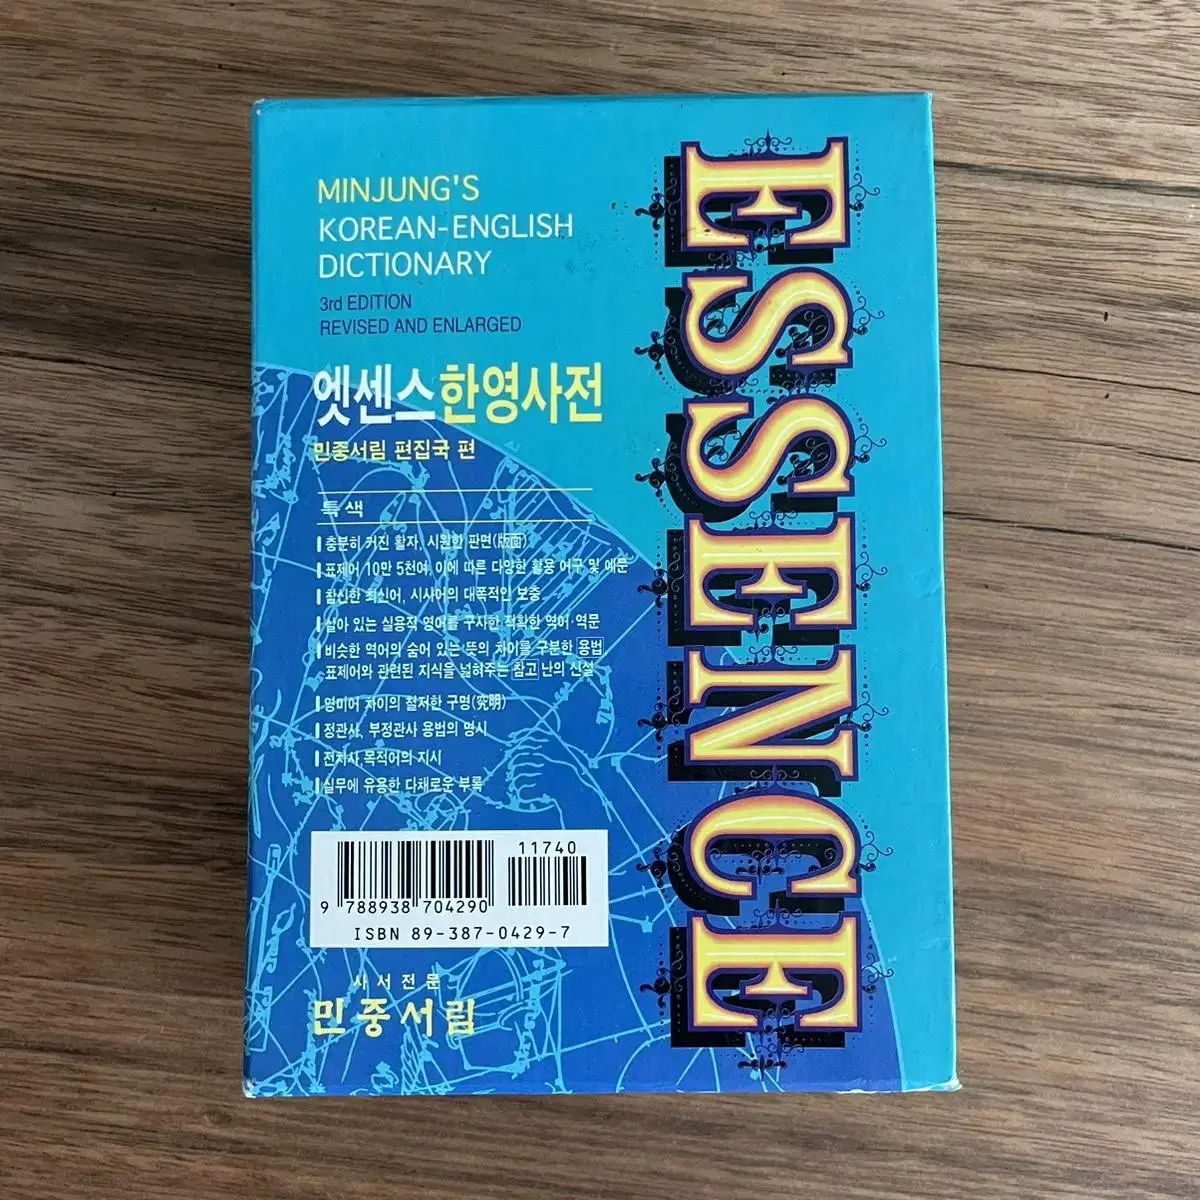 MINJUNG'S
KOREAN-ENGLISH
DICTIONARY
3rd EDITION
REVISED AND ENLARGED
엣센스한영사전
민중서림 편집국 편
특색
충분히 커진 활자, 시원한 판면(版面)
표제어 10만 5천여, 이에 따른 다양한 활용 어구 및 예문
참신한 최신어, 시사어의 대폭적인 보충
살아 있는 실용적 영어를 구사한 적확한 역어·역문
비슷한 역어의 숨어 있는 뜻의 차이를 구분한 용법
표제어와 관련된 지식을 넓혀주는 참고 난의 신설
영미어 차이의 철저한 구명(究明)
정관사, 부정관사 용법의 명시
전치사 목적어의 지시
실무에 유용한 다채로운 부록
11740
9 788938 704290
ISBN 89-387-0429-7
사서전문
민중서림
ESSENCE